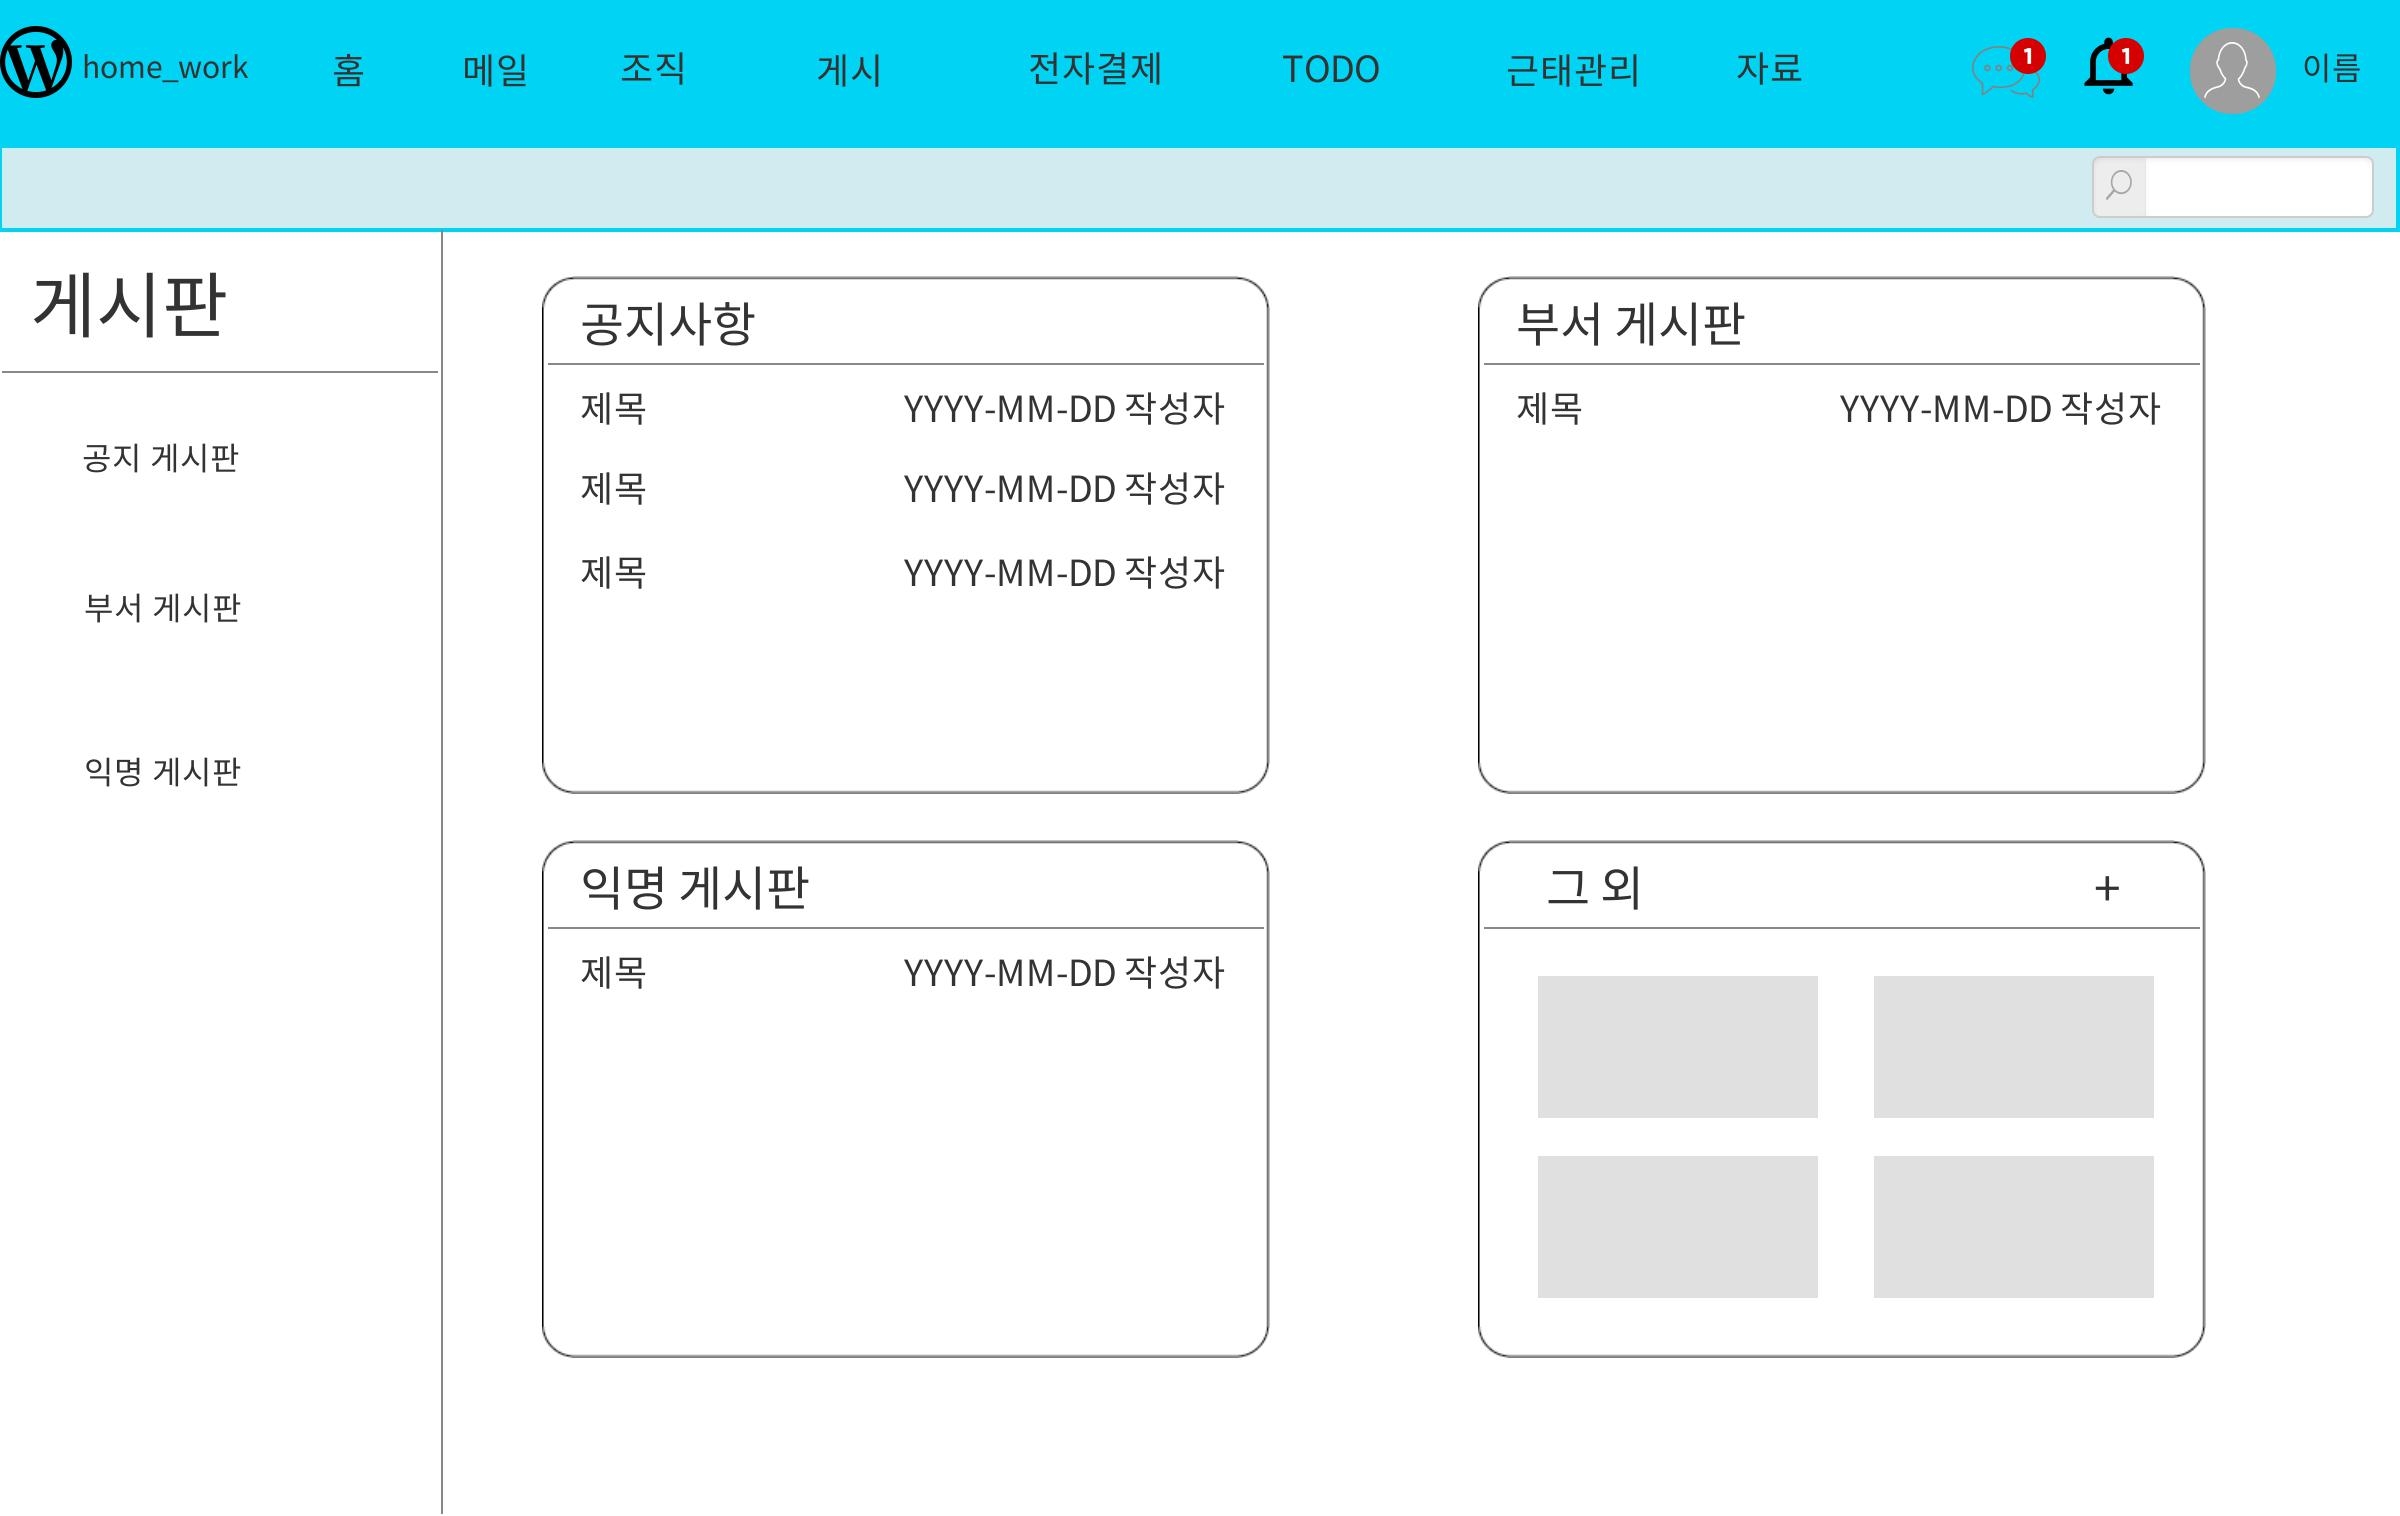 home_work 홈 메일 조직 게시 전자결제 TODO 근태관리 자료 1 1 이름
게시판
공지 게시판
부서 게시판
익명 게시판
공지사항
제목 YYYY-MM-DD 작성자
제목 YYYY-MM-DD 작성자
제목 YYYY-MM-DD 작성자
부서 게시판
제목 YYYY-MM-DD 작성자
익명 게시판
제목 YYYY-MM-DD 작성자
그 외 +